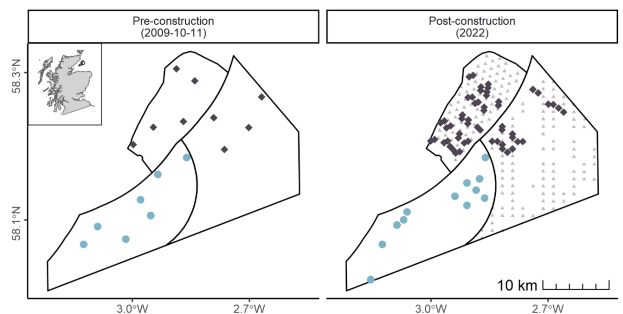 Pre-construction
(2009-10-11)
Post-construction
(2022)
58.3°N
58.1°N
10 km
3.0°W
2.7°W
3.0°W
2.7°W